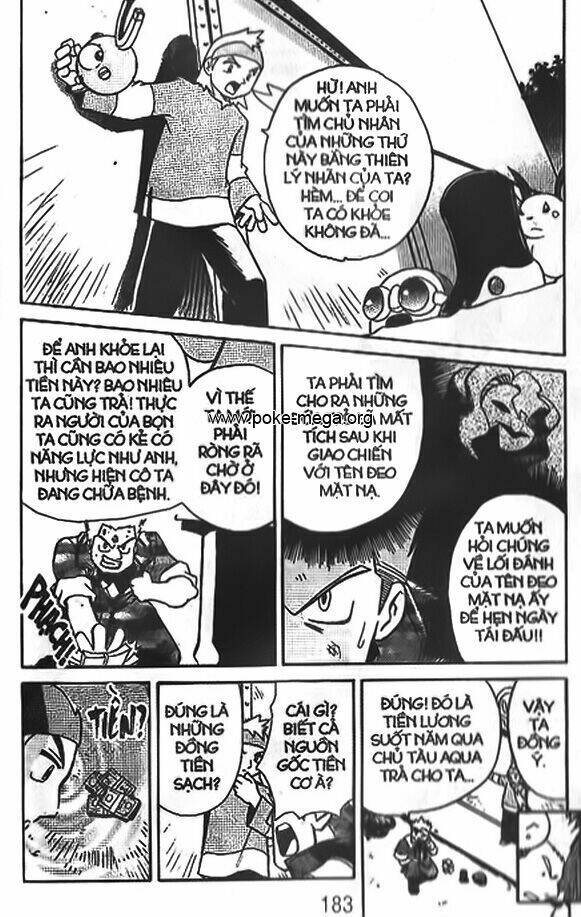 HỪ! ANH
MUỐN TA PHẢI
TÌM CHỦ NHÂN
CỦA NHỮNG THỨ
NÀY BẰNG THIÊN
LÝ NHÃN CỦA TA?
HÈM... ĐỂ COI
TA CÓ KHỎE
KHÔNG ĐÃ...
ĐỂ ANH KHỎE LẠI
THÌ CẦN BAO NHIÊU
TIỀN NÀY? BAO NHIÊU
TA CŨNG TRẢ! THỰC
RA NGƯỜI CỦA BỌN
TA CŨNG CÓ KẺ CÓ
NĂNG LỰC NHƯ ANH,
NHƯNG HIỆN CÔ TA
ĐANG CHỮA BỆNH.
VÌ THẾ
www.poke-mega.org
PHẢI
RÒNG RÃ
CHỜ Ở
ĐÂY ĐÓ!
PHẠCH!
TA PHẢI TÌM
CHO RA NHỮNG
MẤT
TÍCH SAU KHI
GIAO CHIẾN
VỚI TÊN ĐEO
MẶT NẠ.
TA MUỐN
HỎI CHÚNG
VỀ LỐI ĐÁNH
CỦA TÊN ĐEO
MẶT NẠ ẤY
ĐỂ HẸN NGÀY
TÁI ĐẤU!!
TIỀN?
ĐÚNG LÀ
NHỮNG
ĐỒNG
TIỀN
SẠCH?
CÁI GÌ?
BIẾT CẢ
NGUỒN
GỐC TIỀN
CƠ À?
ĐÚNG! ĐÓ LÀ
TIỀN LƯƠNG
SUỐT NĂM QUA
CHỦ TÀU AQUA
TRẢ CHO TA...
VẬY
TA
ĐỒNG
Ý.
183